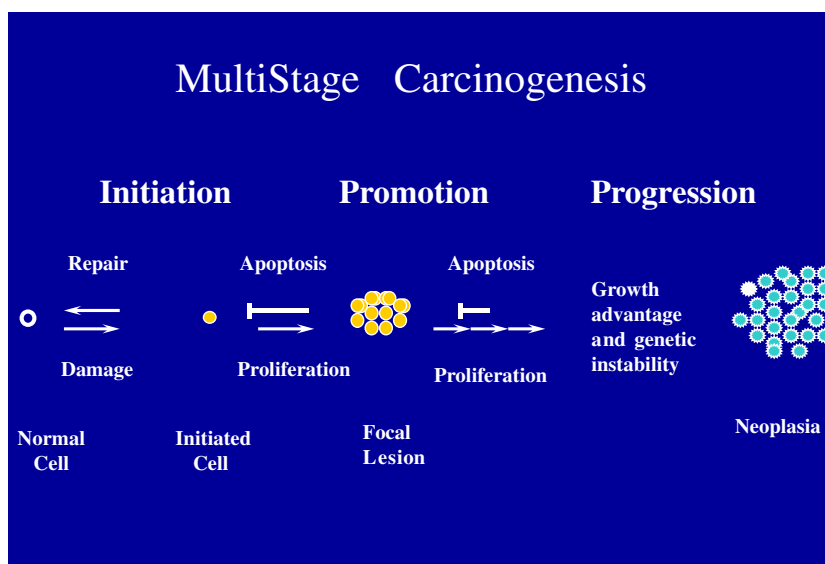 MultiStage Carcinogenesis
Initiation Promotion Progression
Repair Apoptosis Apoptosis
Growth
advantage
and genetic
instability
Damage Proliferation Proliferation
Normal
Cell
Initiated
Cell
Focal
Lesion
Neoplasia